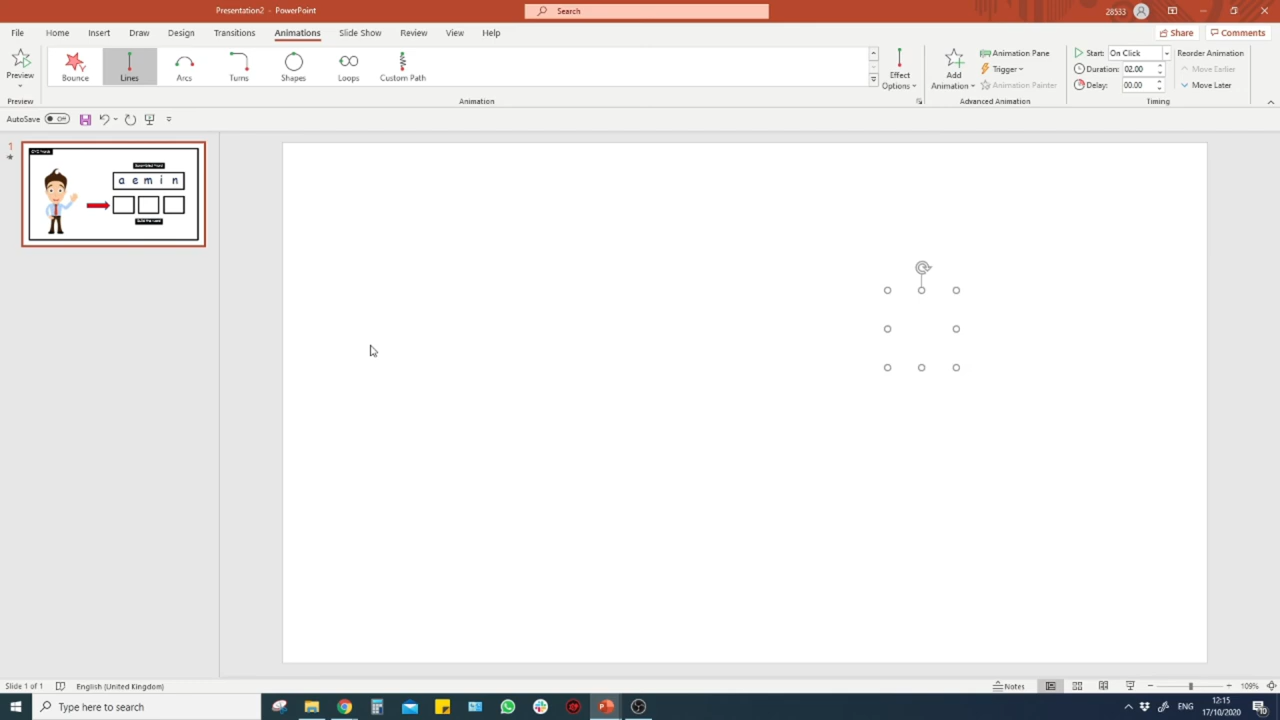 Presentation2 - PowerPoint
Search
28533
File Home Insert Draw Design Transitions Animations Slide Show Review View Help
Share Comments
Preview
Bounce Lines Arcs Turns Shapes Loops Custom Path
Effect Options
Add Animation
Animation Pane
Trigger
Animation Painter
Start: On Click
Duration: 02.00
Delay: 00.00
Reorder Animation
Move Earlier
Move Later
Preview Animation Advanced Animation Timing
AutoSave Off
1
a e m i n
Slide 1 of 1 English (United Kingdom) Notes 109%
Type here to search
ENG
12:15
17/10/2020
10